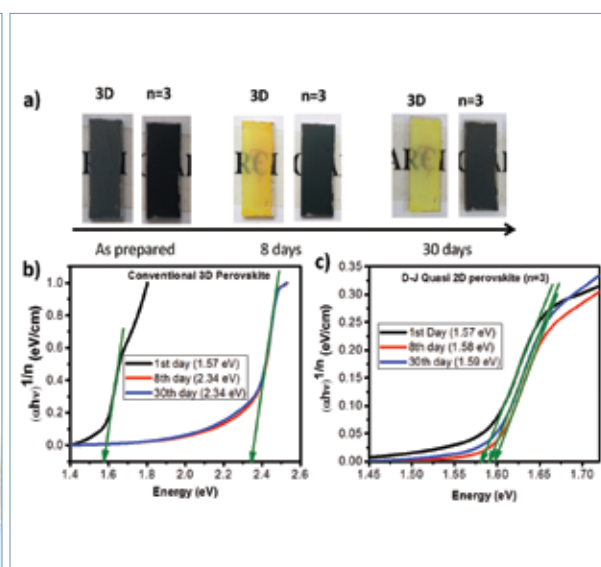 a)
3D n=3 3D n=3 3D n=3
As prepared 8 days 30 days
b)
Conventional 3D Perovskite
(αhν)^1/n (eV/cm)
1.0
0.8
0.6
0.4
0.2
0.0
1st day (1.57 eV)
8th day (2.34 eV)
30th day (2.34 eV)
1.4 1.6 1.8 2.0 2.2 2.4 2.6
Energy (eV)
c)
D-J Quasi 2D perovskite (n=3)
(αhν)^1/n (eV/cm)
0.35
0.30
0.25
0.20
0.15
0.10
0.05
0.00
1st Day (1.57 eV)
8th day (1.58 eV)
30th day (1.59 eV)
1.45 1.50 1.55 1.60 1.65 1.70
Energy (eV)